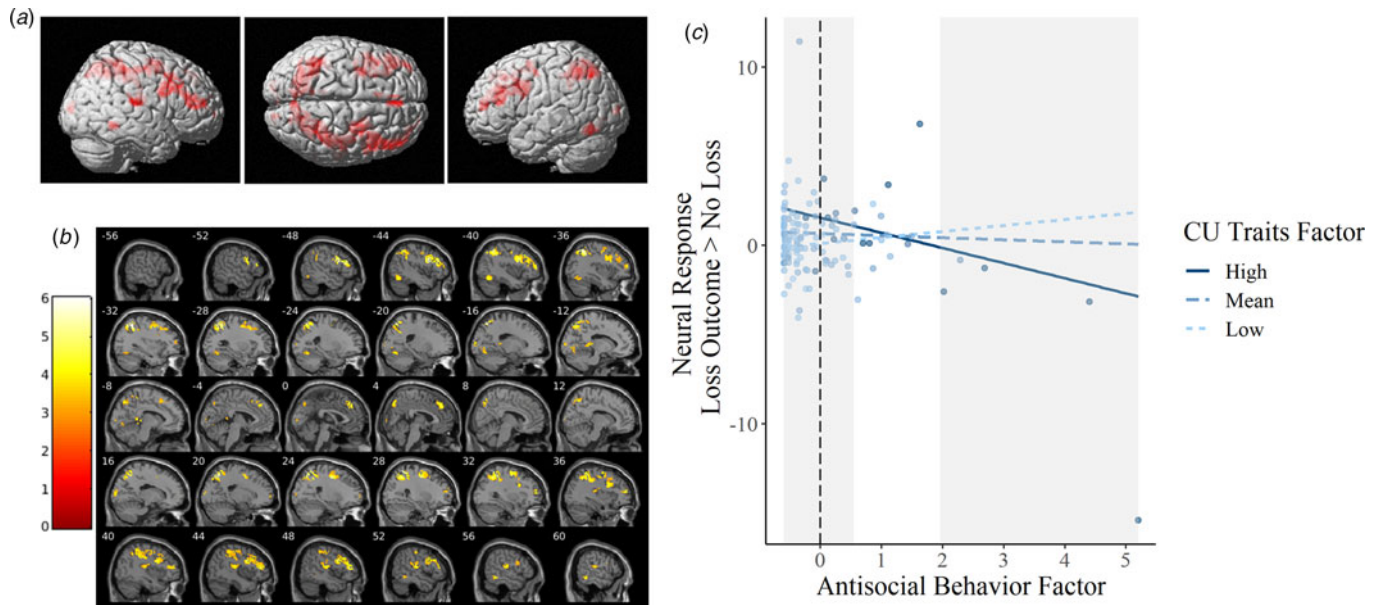 (a)
(b)
-56 -52 -48 -44 -40 -36
-32 -28 -24 -20 -16 -12
-8 -4 0 4 8 12
16 20 24 28 32 36
40 44 48 52 56 60
6
5
4
3
2
1
0
(c)
Neural Response
Loss Outcome > No Loss
10
0
-10
0 1 2 3 4 5
Antisocial Behavior Factor
CU Traits Factor
High
Mean
Low